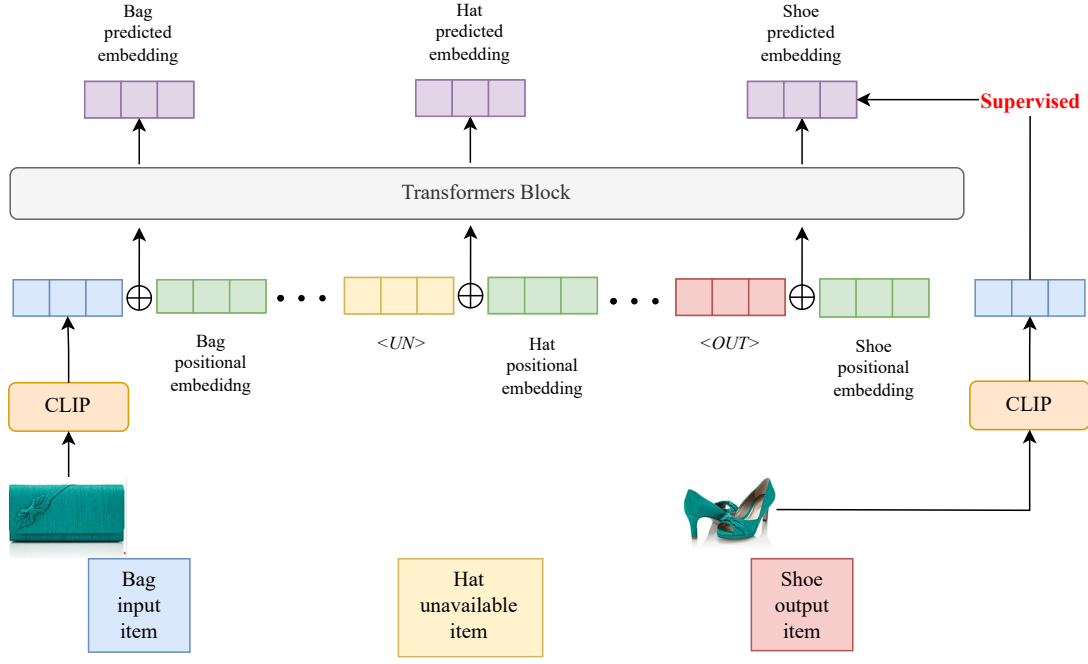 Bag
predicted
embedding
Hat
predicted
embedding
Shoe
predicted
embedding
Supervised
Transformers Block
<UN>
<OUT>
Bag
positional
embedidng
Hat
positional
embedding
Shoe
positional
embedding
CLIP
CLIP
Bag
input
item
Hat
unavailable
item
Shoe
output
item